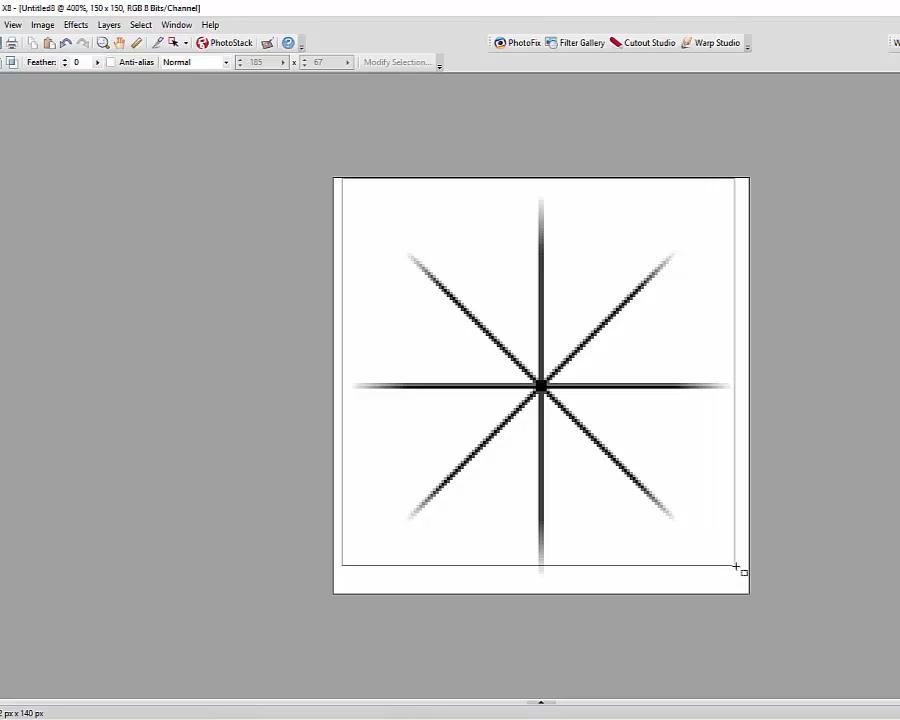 X8 - [Untitled8 @ 400%, 150 x 150, RGB 8 Bits/Channel]
View Image Effects Layers Select Window Help
PhotoStack PhotoFix Filter Gallery Cutout Studio Warp Studio W
Feather: 0 Anti-alias Normal 185 x 67 Modify Selection...
2 px x 140 px